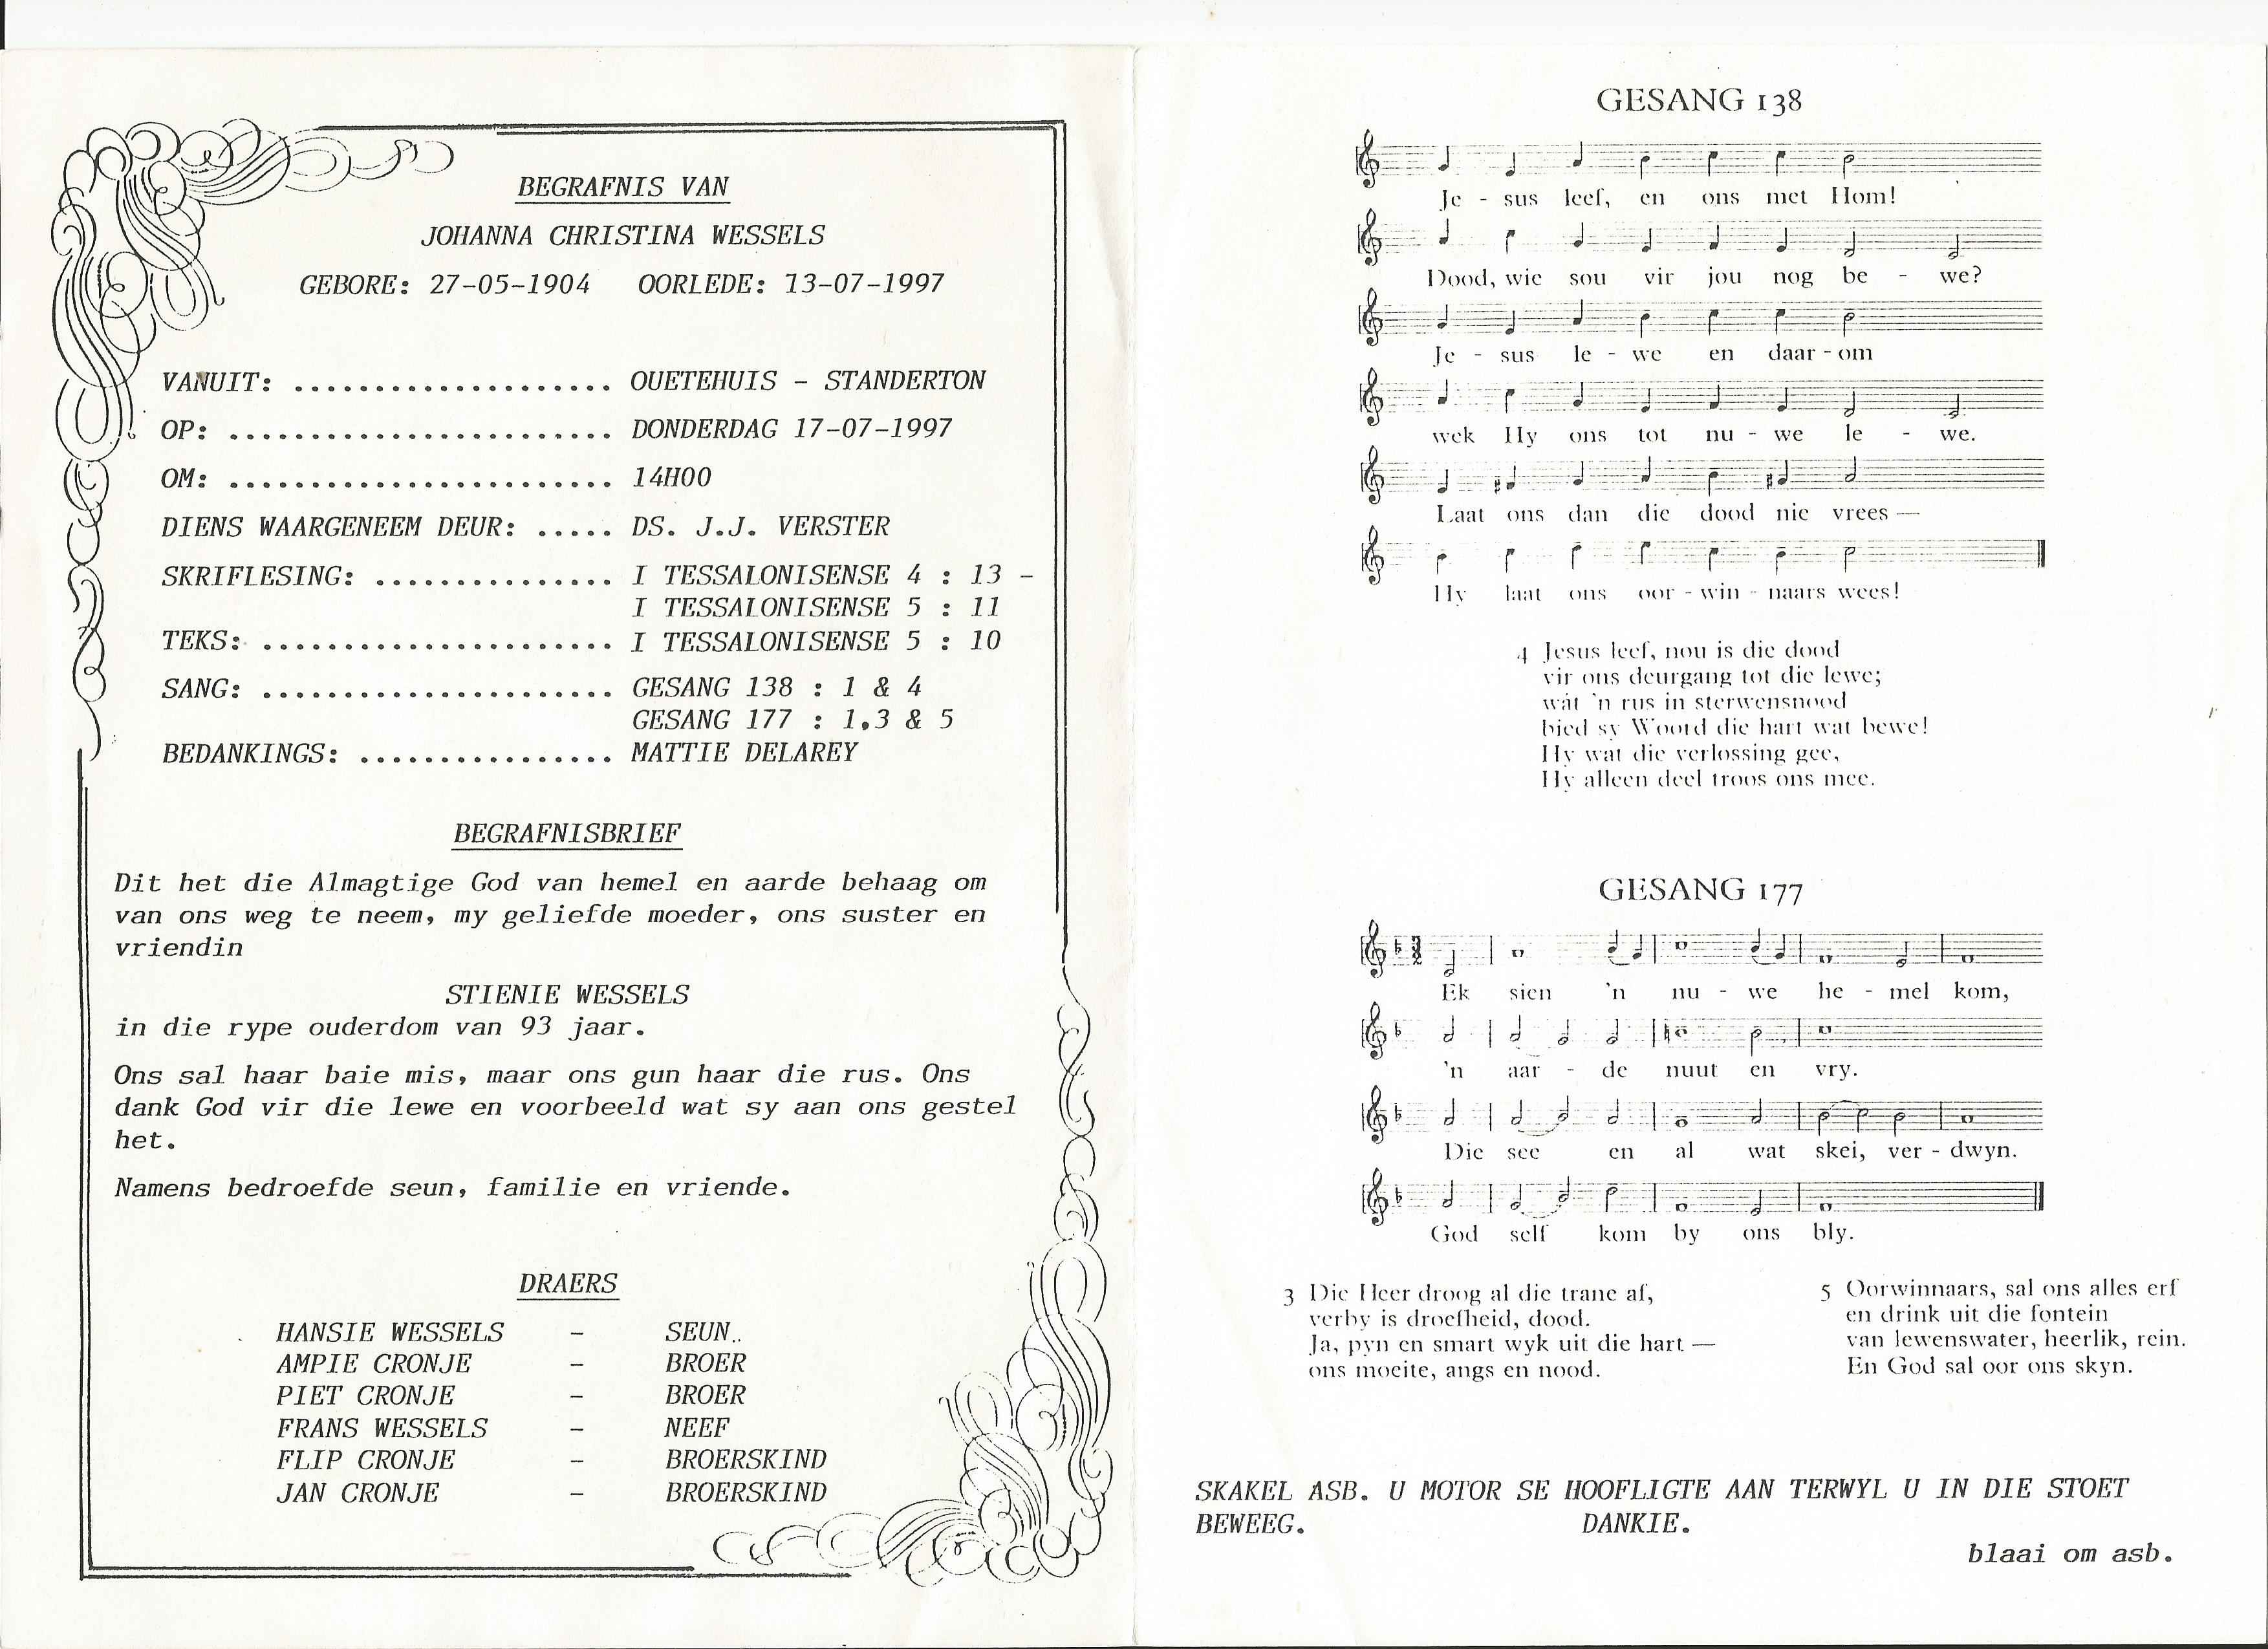 BEGRAFNIS VAN
JOHANNA CHRISTINA WESSELS
GEBORE: 27-05-1904 OORLEDE: 13-07-1997
VANUIT: .................... OUETEHUIS - STANDERTON
OP: ........................ DONDERDAG 17-07-1997
OM: ........................ 14H00
DIENS WAARGENEEM DEUR: ..... DS. J.J. VERSTER
SKRIFLESING: ............... I TESSALONISENSE 4 : 13 -
I TESSALONISENSE 5 : 11
TEKS: ...................... I TESSALONISENSE 5 : 10
SANG: ...................... GESANG 138 : 1 & 4
GESANG 177 : 1,3 & 5
BEDANKINGS: ................ MATTIE DELAREY
BEGRAFNISBRIEF
Dit het die Almagtige God van hemel en aarde behaag om
van ons weg te neem, my geliefde moeder, ons suster en
vriendin
STIENIE WESSELS
in die rype ouderdom van 93 jaar.
Ons sal haar baie mis, maar ons gun haar die rus. Ons
dank God vir die lewe en voorbeeld wat sy aan ons gestel
het.
Namens bedroefde seun, familie en vriende.
DRAERS
HANSIE WESSELS - SEUN
AMPIE CRONJE - BROER
PIET CRONJE - BROER
FRANS WESSELS - NEEF
FLIP CRONJE - BROERSKIND
JAN CRONJE - BROERSKIND
GESANG 138
Je - sus leef, en ons met Hom!
Dood, wie sou vir jou nog be - we?
Je - sus le - we en daar - om
wek Hy ons tot nu - we le - we.
Laat ons dan die dood nie vrees —
Hy laat ons oor - win - naars wees!
4 Jesus leef, nou is die dood
vir ons deurgang tot die lewe;
wát 'n rus in sterwensnood
bied sy Woord die hart wat bewe!
Hy wat die verlossing gee,
Hy alleen deel troos ons mee.
GESANG 177
Ek sien 'n nu - we he - mel kom,
'n aar - de nuut en vry.
Die see en al wat skei, ver - dwyn.
God self kom by ons bly.
3 Die Heer droog al die trane af,
verby is droefheid, dood.
Ja, pyn en smart wyk uit die hart —
ons moeite, angs en nood.
5 Oorwinnaars, sal ons alles erf
en drink uit die fontein
van lewenswater, heerlik, rein.
En God sal oor ons skyn.
SKAKEL ASB. U MOTOR SE HOOFLIGTE AAN TERWYL U IN DIE STOET
BEWEEG. DANKIE.
blaai om asb.